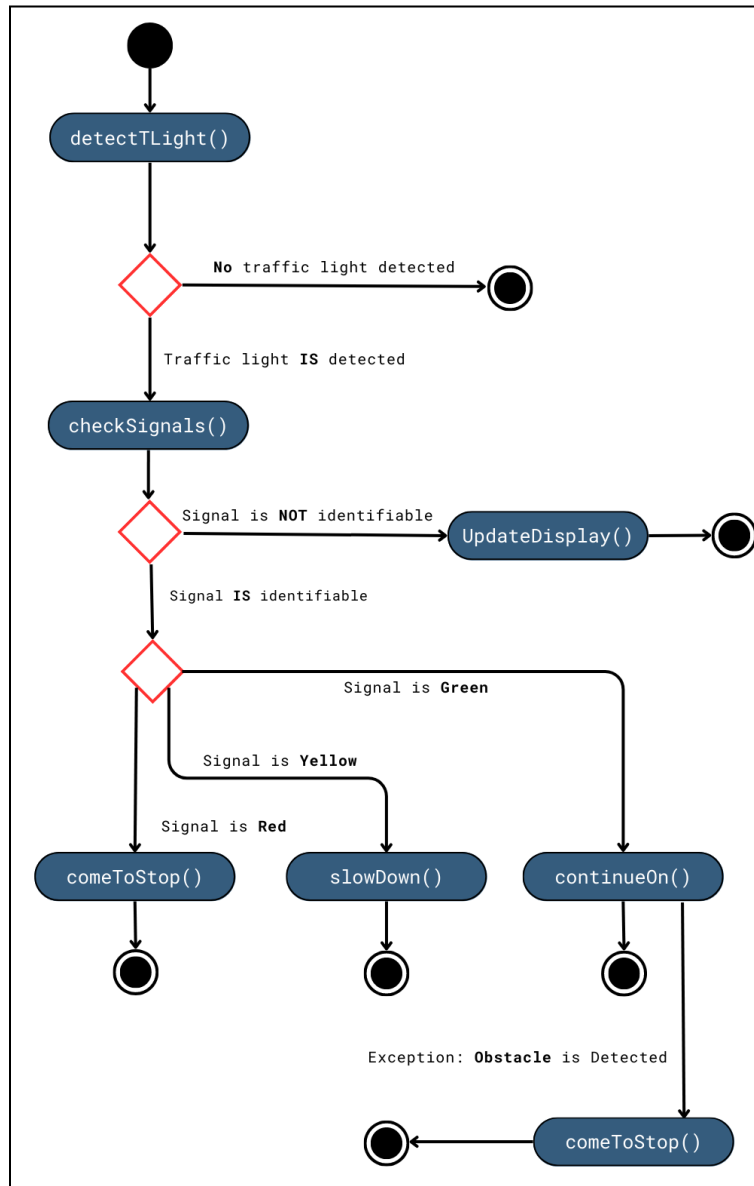 detectTLight()
No traffic light detected
Traffic light IS detected
checkSignals()
Signal is NOT identifiable
UpdateDisplay()
Signal IS identifiable
Signal is Green
Signal is Yellow
Signal is Red
comeToStop()
slowDown()
continueOn()
Exception: Obstacle is Detected
comeToStop()